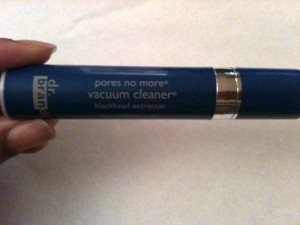 dr.
brandt
pores no more®
vacuum cleaner®
blackhead extractor